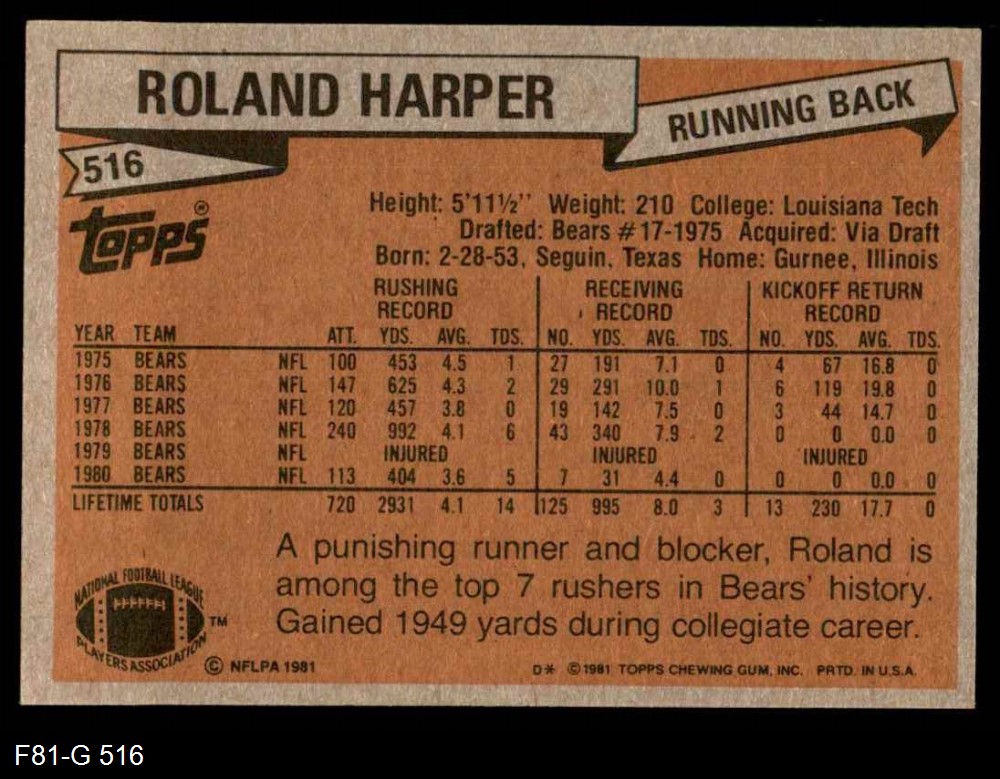 ROLAND HARPER
RUNNING BACK
516
Topps®
Height: 5'11½'' Weight: 210 College: Louisiana Tech
Drafted: Bears #17-1975 Acquired: Via Draft
Born: 2-28-53, Seguin, Texas Home: Gurnee, Illinois
RUSHING RECEIVING KICKOFF RETURN
RECORD RECORD RECORD
YEAR TEAM ATT. YDS. AVG. TDS. NO. YDS. AVG. TDS. NO. YDS. AVG. TDS.
1975 BEARS NFL 100 453 4.5 1 27 191 7.1 0 4 67 16.8 0
1976 BEARS NFL 147 625 4.3 2 29 291 10.0 1 6 119 19.8 0
1977 BEARS NFL 120 457 3.8 0 19 142 7.5 0 3 44 14.7 0
1978 BEARS NFL 240 992 4.1 6 43 340 7.9 2 0 0 0.0 0
1979 BEARS NFL INJURED INJURED INJURED
1980 BEARS NFL 113 404 3.6 5 7 31 4.4 0 0 0 0.0 0
LIFETIME TOTALS 720 2931 4.1 14 125 995 8.0 3 13 230 17.7 0
A punishing runner and blocker, Roland is
among the top 7 rushers in Bears' history.
Gained 1949 yards during collegiate career.
NATIONAL FOOTBALL LEAGUE
PLAYERS ASSOCIATION TM
© NFLPA 1981
D* © 1981 TOPPS CHEWING GUM, INC. PRTD. IN U.S.A.
F81-G 516